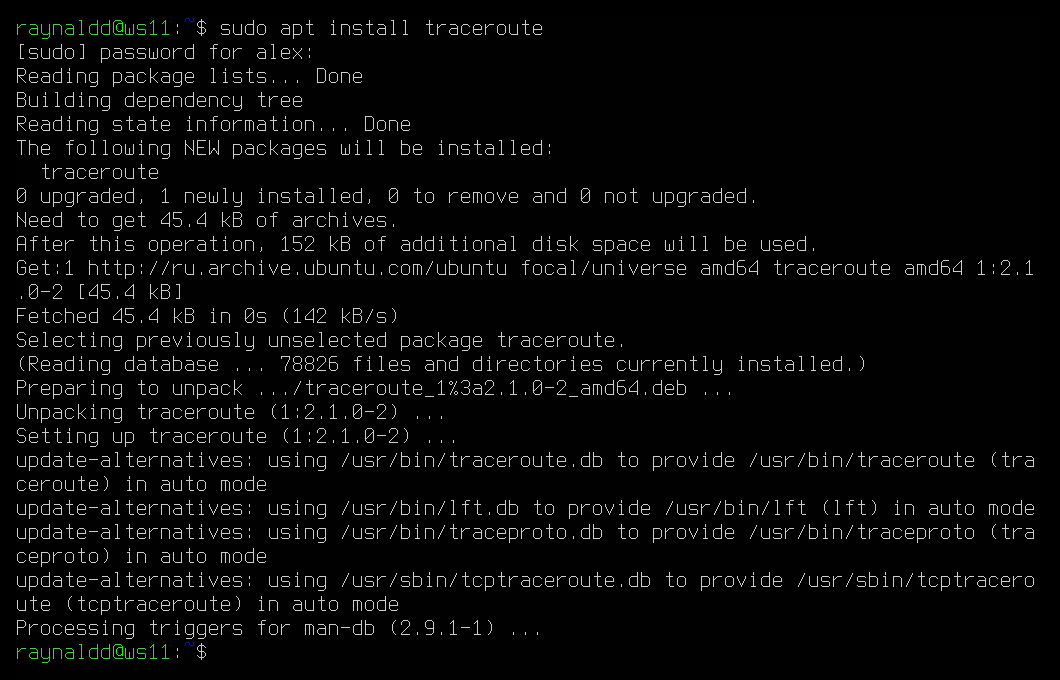 raynaldd@ws11:~$ sudo apt install traceroute
[sudo] password for alex:
Reading package lists... Done
Building dependency tree
Reading state information... Done
The following NEW packages will be installed:
  traceroute
0 upgraded, 1 newly installed, 0 to remove and 0 not upgraded.
Need to get 45.4 kB of archives.
After this operation, 152 kB of additional disk space will be used.
Get:1 http://ru.archive.ubuntu.com/ubuntu focal/universe amd64 traceroute amd64 1:2.1
.0-2 [45.4 kB]
Fetched 45.4 kB in 0s (142 kB/s)
Selecting previously unselected package traceroute.
(Reading database ... 78826 files and directories currently installed.)
Preparing to unpack .../traceroute_1%3a2.1.0-2_amd64.deb ...
Unpacking traceroute (1:2.1.0-2) ...
Setting up traceroute (1:2.1.0-2) ...
update-alternatives: using /usr/bin/traceroute.db to provide /usr/bin/traceroute (tra
ceroute) in auto mode
update-alternatives: using /usr/bin/lft.db to provide /usr/bin/lft (lft) in auto mode
update-alternatives: using /usr/bin/traceproto.db to provide /usr/bin/traceproto (tra
ceproto) in auto mode
update-alternatives: using /usr/sbin/tcptraceroute.db to provide /usr/sbin/tcptracero
ute (tcptraceroute) in auto mode
Processing triggers for man-db (2.9.1-1) ...
raynaldd@ws11:~$